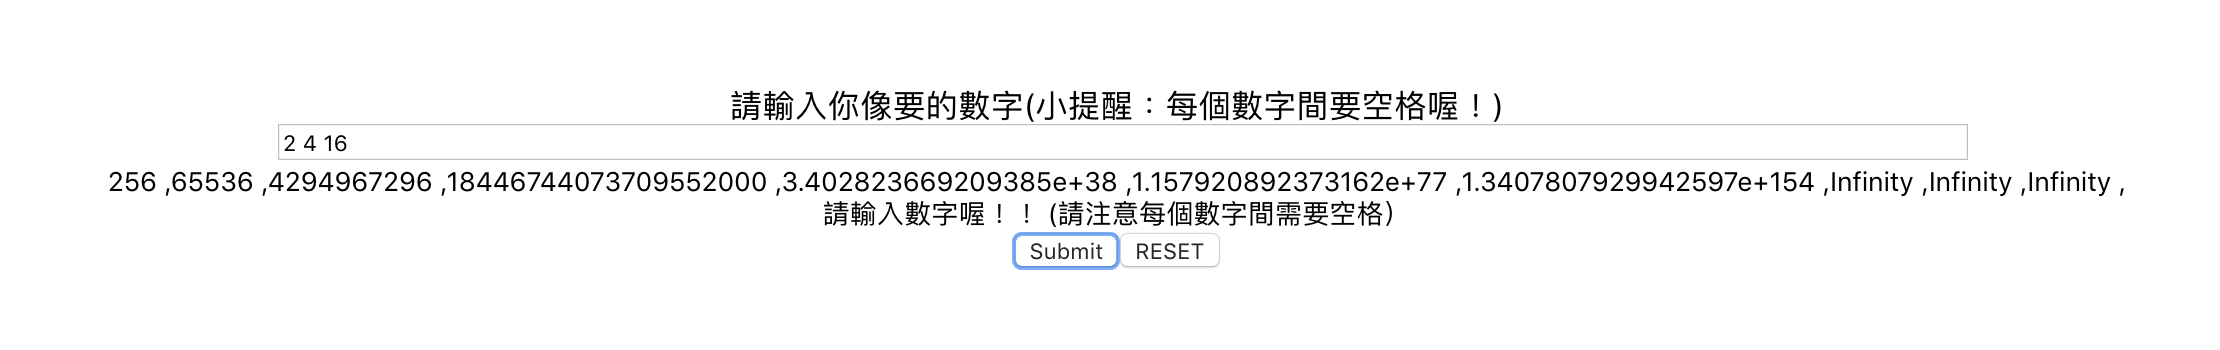 請輸入你像要的數字(小提醒：每個數字間要空格喔！)
2 4 16
256 ,65536 ,4294967296 ,18446744073709552000 ,3.402823669209385e+38 ,1.157920892373162e+77 ,1.3407807929942597e+154 ,Infinity ,Infinity ,Infinity ,
請輸入數字喔！！ (請注意每個數字間需要空格)
Submit RESET